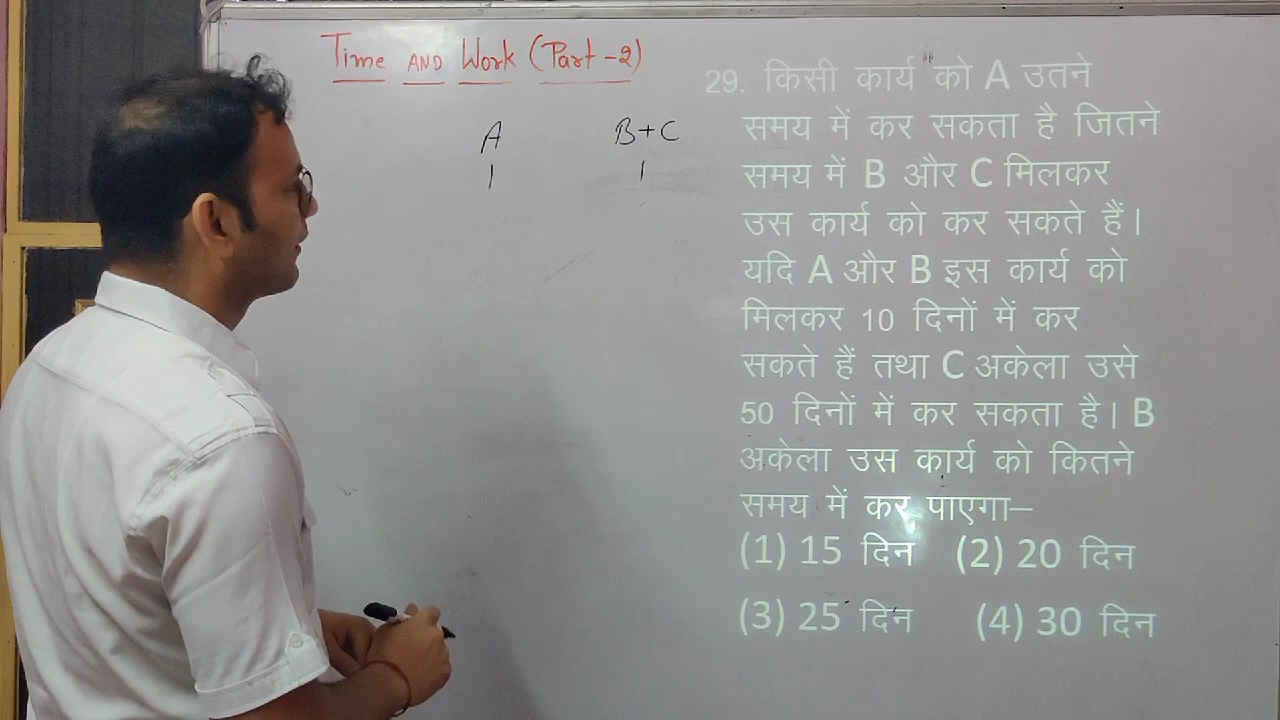 Time AND Work (Part-2)
A B+C
1 1
29. किसी कार्य को A उतने
समय में कर सकता है जितने
समय में B और C मिलकर
उस कार्य को कर सकते हैं।
यदि A और B इस कार्य को
मिलकर 10 दिनों में कर
सकते हैं तथा C अकेला उसे
50 दिनों में कर सकता है। B
अकेला उस कार्य को कितने
समय में कर पाएगा–
(1) 15 दिन (2) 20 दिन
(3) 25 दिन (4) 30 दिन